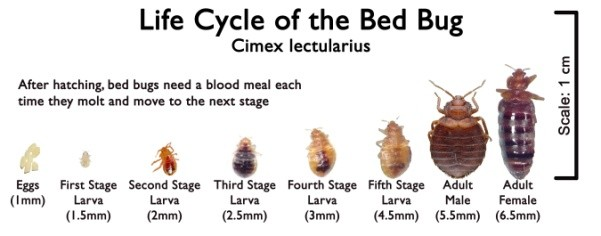 Life Cycle of the Bed Bug
Cimex lectularius
After hatching, bed bugs need a blood meal each
time they molt and move to the next stage
Scale: 1 cm
Eggs
(1mm)
First Stage
Larva
(1.5mm)
Second Stage
Larva
(2mm)
Third Stage
Larva
(2.5mm)
Fourth Stage
Larva
(3mm)
Fifth Stage
Larva
(4.5mm)
Adult
Male
(5.5mm)
Adult
Female
(6.5mm)